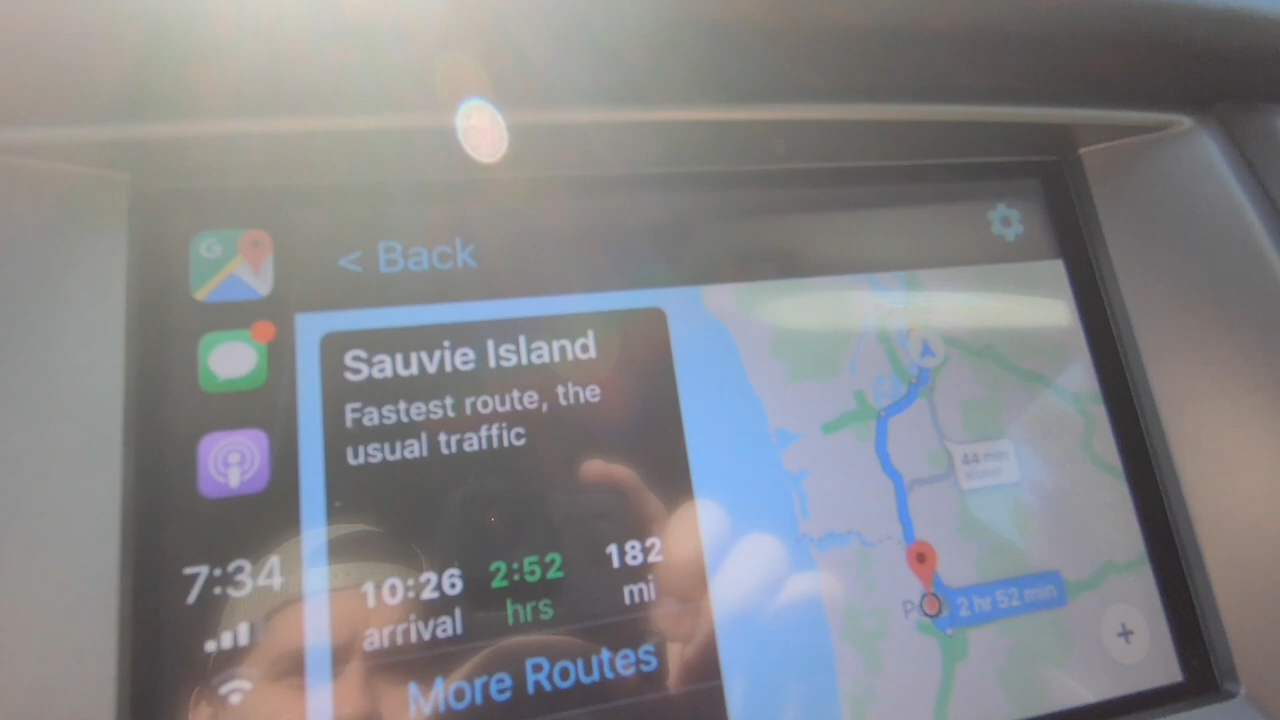 < Back
Sauvie Island
Fastest route, the
usual traffic
7:34
10:26
arrival
2:52
hrs
182
mi
More Routes
44 min
2 hr 52 min
+